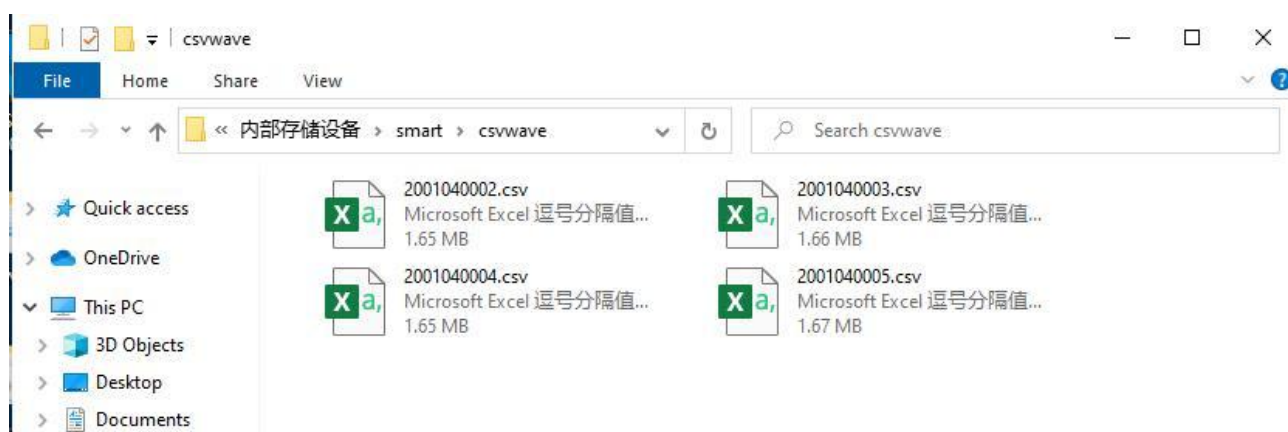 csvwave
File Home Share View
« 内部存储设备 › smart › csvwave Search csvwave
Quick access
OneDrive
This PC
3D Objects
Desktop
Documents
2001040002.csv
Microsoft Excel 逗号分隔值...
1.65 MB
2001040003.csv
Microsoft Excel 逗号分隔值...
1.66 MB
2001040004.csv
Microsoft Excel 逗号分隔值...
1.65 MB
2001040005.csv
Microsoft Excel 逗号分隔值...
1.67 MB